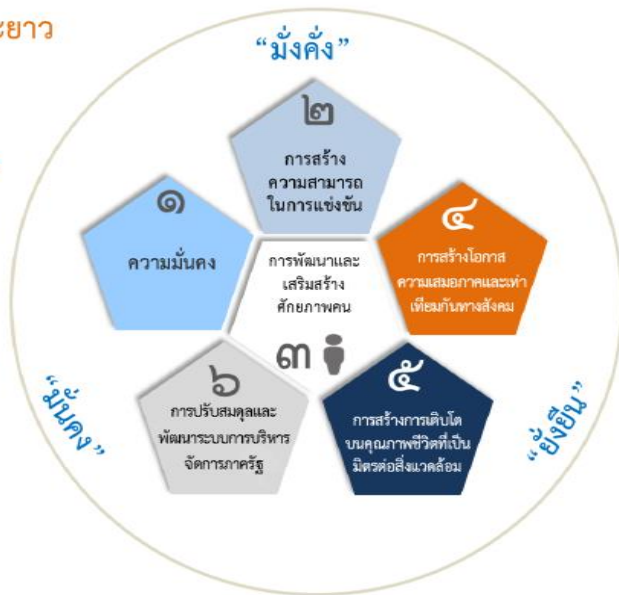 ะยาว
“มั่งคั่ง”
๒
การสร้าง
ความสามารถ
ในการแข่งขัน
๑
ความมั่นคง
๔
การสร้างโอกาส
ความเสมอภาคและเท่า
เทียมกันทางสังคม
การพัฒนาและ
เสริมสร้าง
ศักยภาพคน
๓
๖
การปรับสมดุลและ
พัฒนาระบบการบริหาร
จัดการภาครัฐ
๕
การสร้างการเติบโต
บนคุณภาพชีวิตที่เป็น
มิตรต่อสิ่งแวดล้อม
“มั่นคง”
“ยั่งยืน”